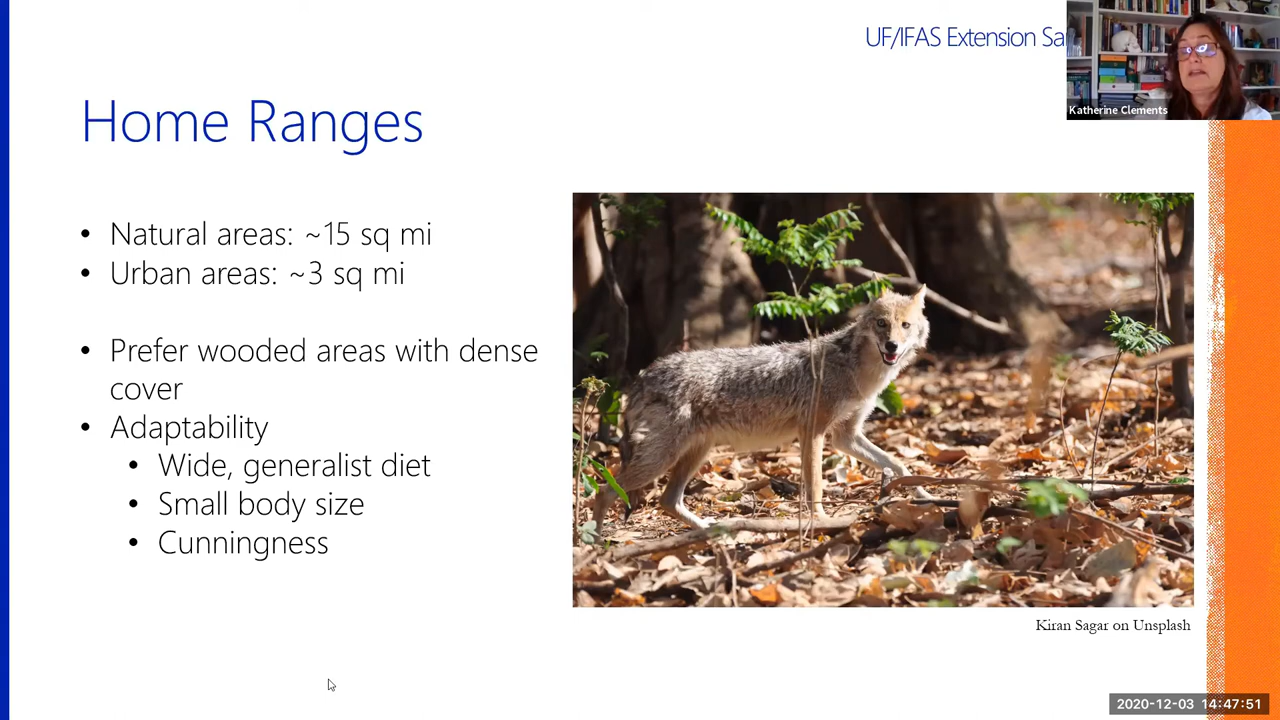 UF/IFAS Extension
Katherine Clements
Home Ranges
• Natural areas: ~15 sq mi
• Urban areas: ~3 sq mi
• Prefer wooded areas with dense
cover
• Adaptability
• Wide, generalist diet
• Small body size
• Cunningness
Kiran Sagar on Unsplash
2020-12-03 14:47:51